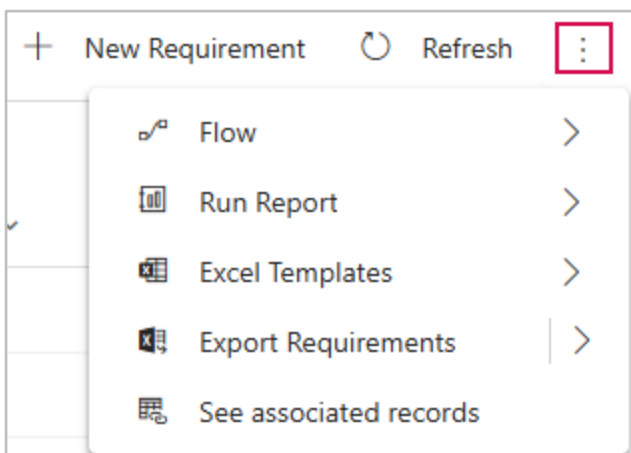 New Requirement Refresh
Flow
Run Report
Excel Templates
Export Requirements
See associated records